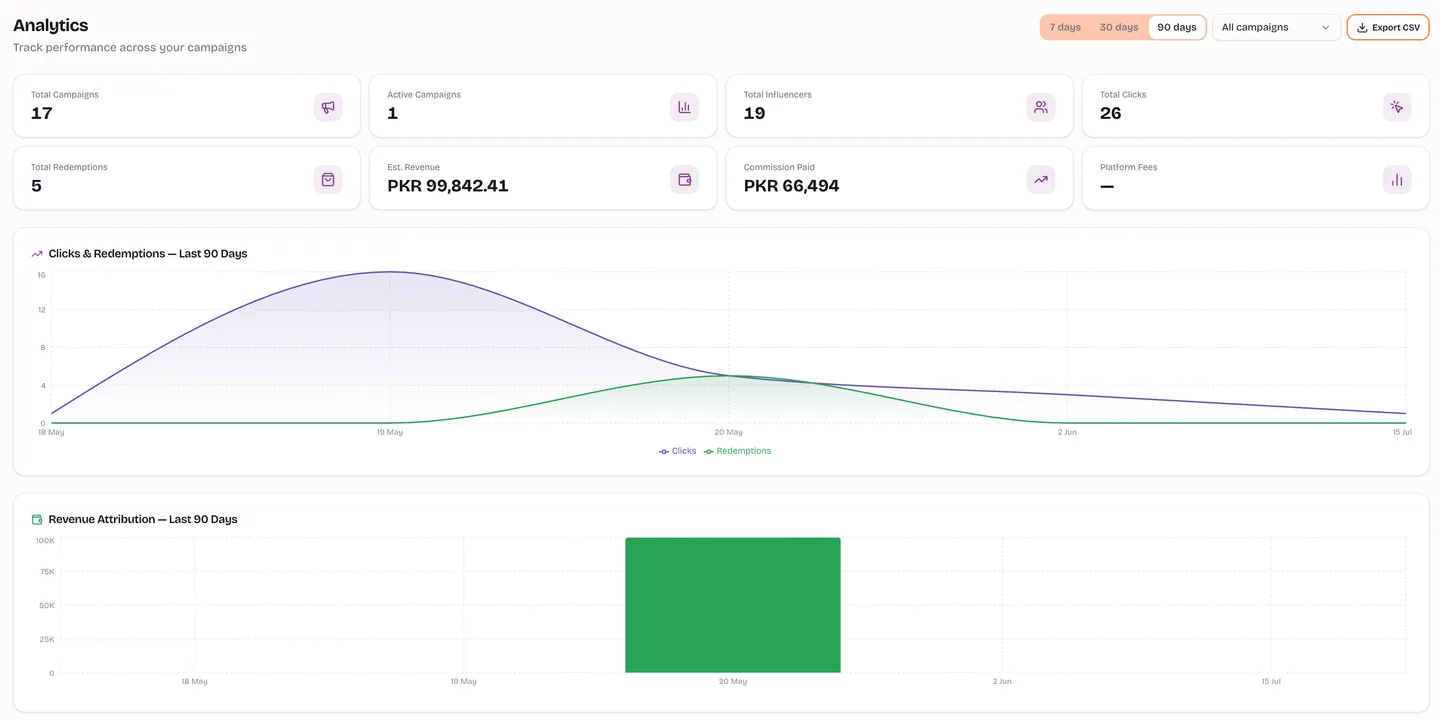 Analytics
Track performance across your campaigns
7 days 30 days 90 days All campaigns Export CSV
Total Campaigns
17
Active Campaigns
1
Total Influencers
19
Total Clicks
26
Total Redemptions
5
Est. Revenue
PKR 99,842.41
Commission Paid
PKR 66,494
Platform Fees
—
Clicks & Redemptions — Last 90 Days
16
12
8
4
0
18 May 19 May 20 May 2 Jun 15 Jul
Clicks Redemptions
Revenue Attribution — Last 90 Days
100K
75K
50K
25K
0
18 May 19 May 20 May 2 Jun 15 Jul